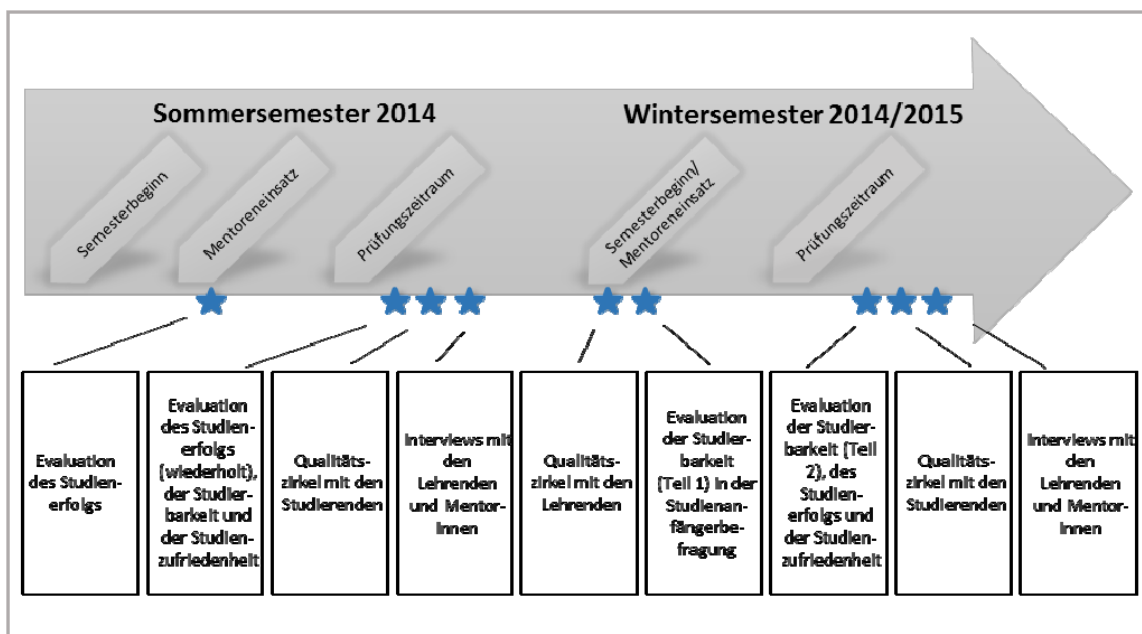 Sommersemester 2014
Wintersemester 2014/2015
Semesterbeginn
Mentoreneinsatz
Prüfungszeitraum
Semesterbeginn/
Mentoreneinsatz
Prüfungszeitraum
Evaluation
des Studien-
erfolgs
Evaluation
des Studien-
erfolgs
(wiederholt),
der Studier-
barkeit und
der Studien-
zufriedenheit
Qualitäts-
zirkel mit den
Studierenden
Interviews mit
den
Lehrenden
und Mentor-
Innen
Qualitäts-
zirkel mit den
Lehrenden
Evaluation
der Studier-
barkeit
(Teil 1) in der
Studienan-
fängerbe-
fragung
Evaluation
der Studier-
barkeit (Teil
2), des
Studien-
erfolgs und
der Studien-
zufriedenheit
Qualitäts-
zirkel mit den
Studierenden
Interviews mit
den
Lehrenden
und Mentor-
Innen